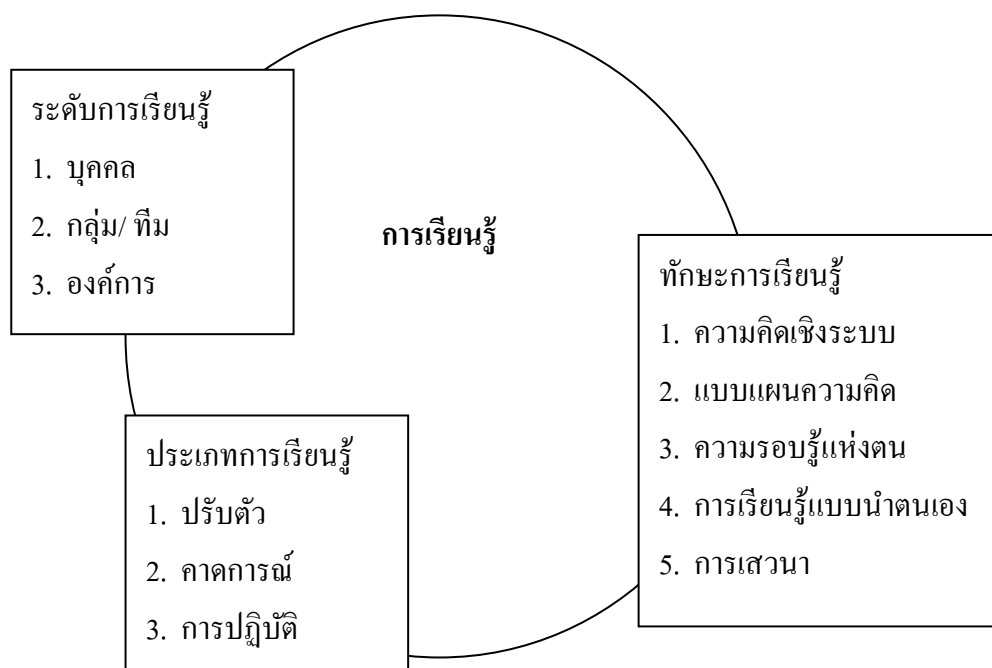 ระดับการเรียนรู้
1. บุคคล
2. กลุ่ม/ ทีม
3. องค์การ
การเรียนรู้
ทักษะการเรียนรู้
1. ความคิดเชิงระบบ
2. แบบแผนความคิด
3. ความรอบรู้แห่งตน
4. การเรียนรู้แบบนำตนเอง
5. การเสวนา
ประเภทการเรียนรู้
1. ปรับตัว
2. คาดการณ์
3. การปฏิบัติ